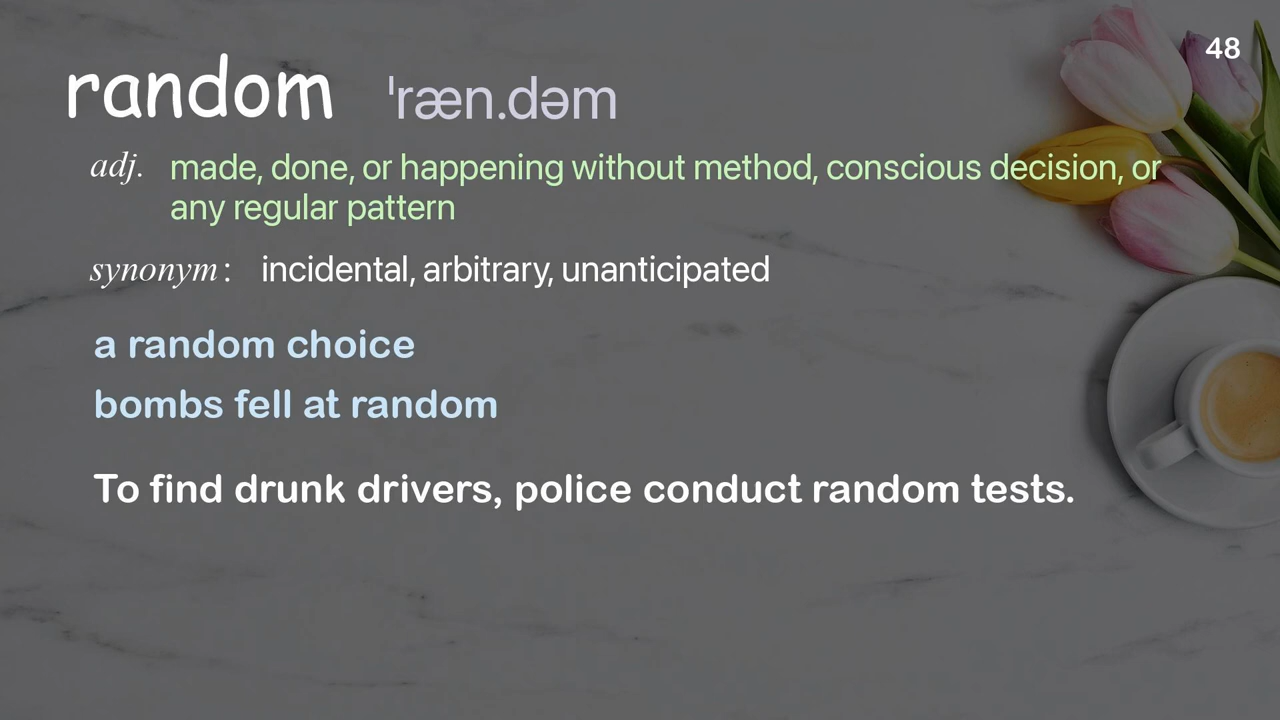 48
random ˈræn.dəm
adj. made, done, or happening without method, conscious decision, or
any regular pattern
synonym: incidental, arbitrary, unanticipated
a random choice
bombs fell at random
To find drunk drivers, police conduct random tests.